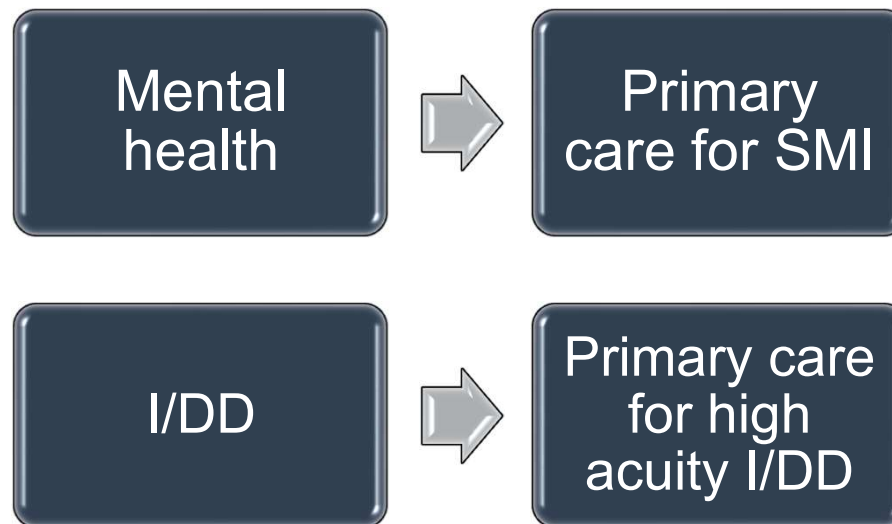 Mental
health
Primary
care for SMI
I/DD
Primary care
for high
acuity I/DD